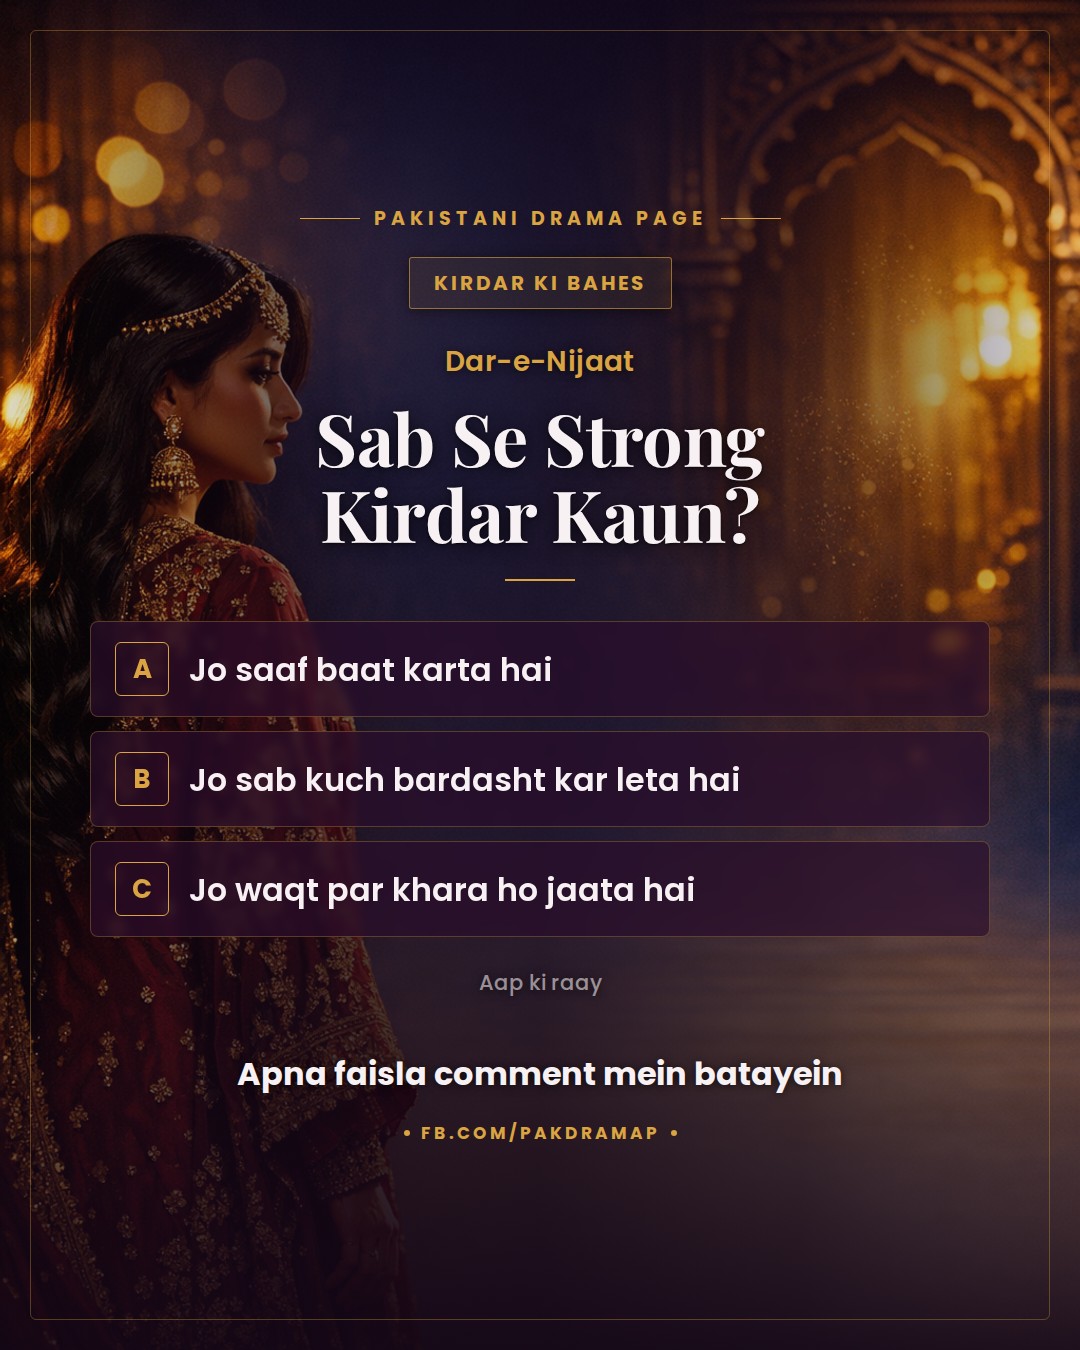 PAKISTANI DRAMA PAGE
KIRDAR KI BAHES
Dar-e-Nijaat
Sab Se Strong
Kirdar Kaun?
A Jo saaf baat karta hai
B Jo sab kuch bardasht kar leta hai
C Jo waqt par khara ho jaata hai
Aap ki raay
Apna faisla comment mein batayein
• FB.COM/PAKDRAMAP •